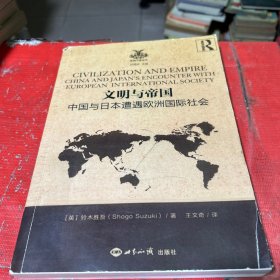 R
CIVILIZATION AND EMPIRE
CHINA AND JAPAN'S ENCOUNTER WITH
EUROPEAN INTERNATIONAL SOCIETY
文明与帝国
中国与日本遭遇欧洲国际社会
[英] 铃木胜吾 (Shogo Suzuki) / 著 王文奇 / 译
世界知识出版社